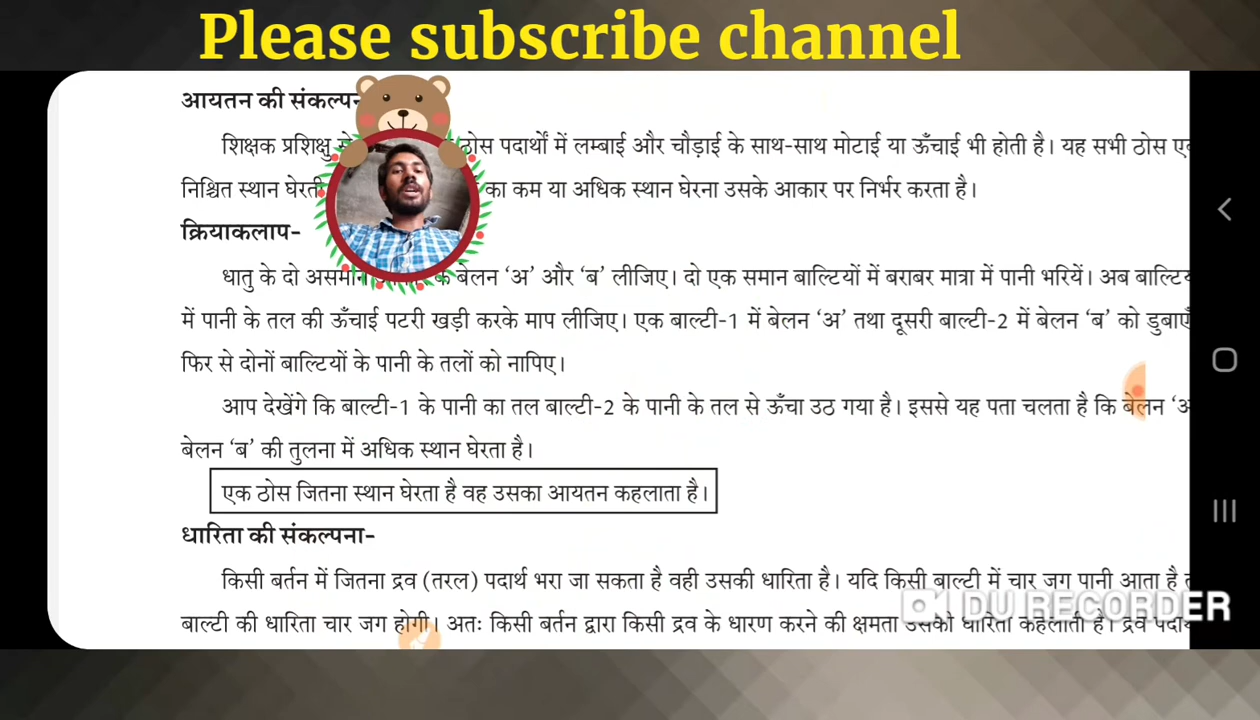 Please subscribe channel
आयतन की
शिक्षक प्रशिक्षु ठोस पदार्थों में लम्बाई और चौड़ाई के साथ-साथ मोटाई या ऊँचाई भी होती है। यह सभी ठोस
निश्चित स्थान का कम या अधिक स्थान घेरना उसके आकार पर निर्भर करता है।
क्रियाकलाप-
धातु के दो बेलन ‘अ’ और ‘ब’ लीजिए। दो एक समान बाल्टियों में बराबर मात्रा में पानी भरियें। अब
में पानी के तल की ऊँचाई पटरी खड़ी करके माप लीजिए। एक बाल्टी-1 में बेलन ‘अ’ तथा दूसरी बाल्टी-2 में बेलन ‘ब’ को
फिर से दोनों बाल्टियों के पानी के तलों को नापिए।
आप देखेंगे कि बाल्टी-1 के पानी का तल बाल्टी-2 के पानी के तल से ऊँचा उठ गया है। इससे यह पता चलता है कि बेलन
बेलन ‘ब’ की तुलना में अधिक स्थान घेरता है।
एक ठोस जितना स्थान घेरता है वह उसका आयतन कहलाता है।
धारिता की संकल्पना-
किसी बर्तन में जितना द्रव (तरल) पदार्थ भरा जा सकता है वही उसकी धारिता है। यदि किसी बाल्टी में चार जग पानी आता है
बाल्टी की धारिता चार जग होगी। अतः किसी बर्तन द्वारा किसी द्रव के धारण करने की क्षमता उसकी धारिता कहलाती है। द्रव
DU RECORDER